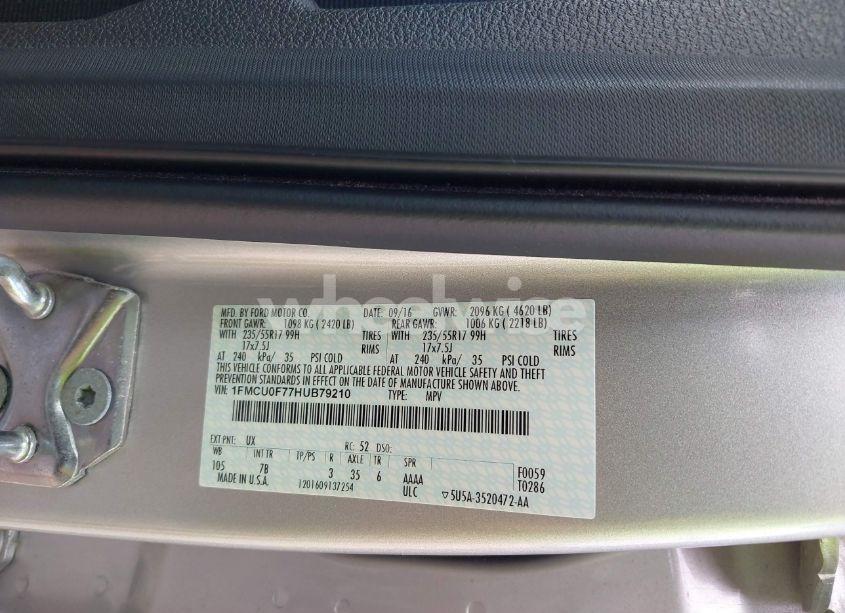 MFD. BY FORD MOTOR CO. DATE: 09/16 GVWR: 2096 KG ( 4620 LB)
FRONT GAWR: 1098 KG ( 2420 LB) REAR GAWR: 1006 KG ( 2218 LB)
WITH 235/55R17 99H TIRES WITH 235/55R17 99H TIRES
17x7.5J RIMS 17x7.5J RIMS
AT 240 kPa/ 35 PSI COLD AT 240 kPa/ 35 PSI COLD
THIS VEHICLE CONFORMS TO ALL APPLICABLE FEDERAL MOTOR VEHICLE SAFETY AND THEFT
PREVENTION STANDARDS IN EFFECT ON THE DATE OF MANUFACTURE SHOWN ABOVE.
VIN: 1FMCU0F77HUB79210 TYPE: MPV
EXT PNT: UX RC: 52 DSO:
WB INT TR TP/PS R AXLE TR SPR F0059
105 7B 3 35 6 AAAA T0286
MADE IN U.S.A. 1201609137254 ULC ▽5U5A-3520472-AA
wheelwise